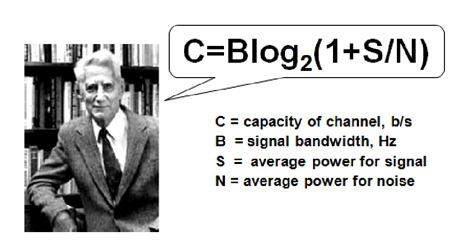 C=Blog₂(1+S/N)
C = capacity of channel, b/s
B = signal bandwidth, Hz
S = average power for signal
N = average power for noise